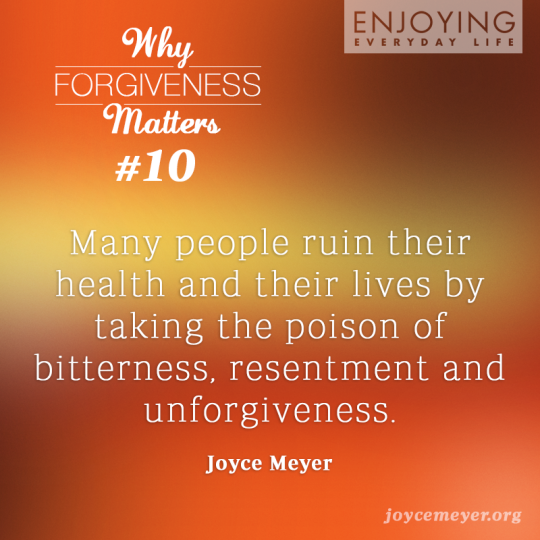 ENJOYING
EVERYDAY LIFE
Why
FORGIVENESS
Matters
#10
Many people ruin their
health and their lives by
taking the poison of
bitterness, resentment and
unforgiveness.
Joyce Meyer
joycemeyer.org